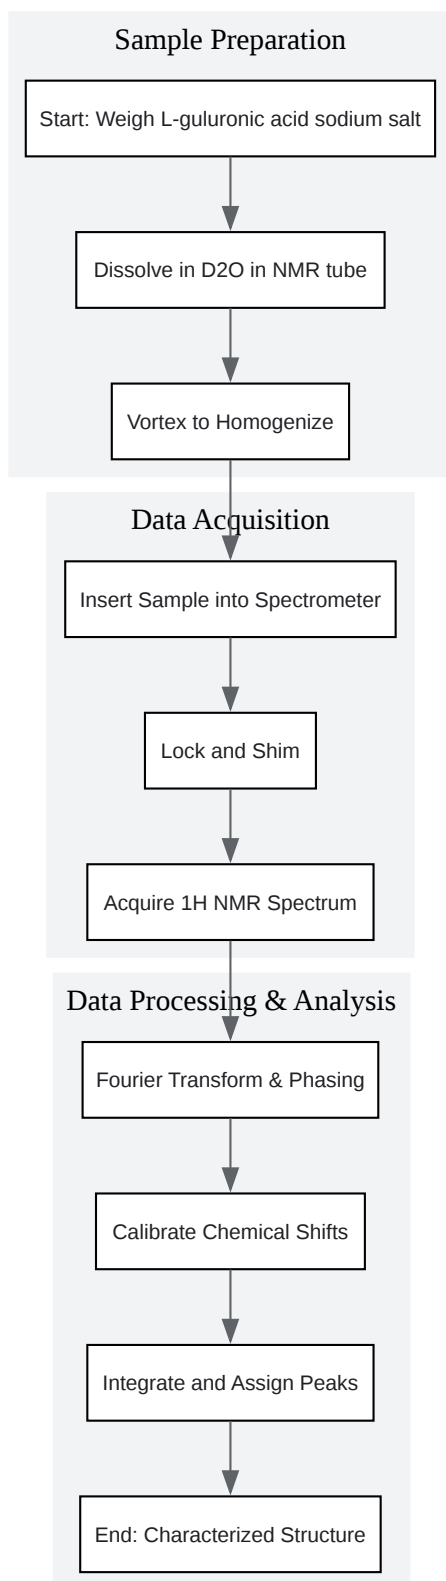 Sample Preparation
Start: Weigh L-guluronic acid sodium salt
Dissolve in D2O in NMR tube
Vortex to Homogenize
Data Acquisition
Insert Sample into Spectrometer
Lock and Shim
Acquire 1H NMR Spectrum
Data Processing & Analysis
Fourier Transform & Phasing
Calibrate Chemical Shifts
Integrate and Assign Peaks
End: Characterized Structure